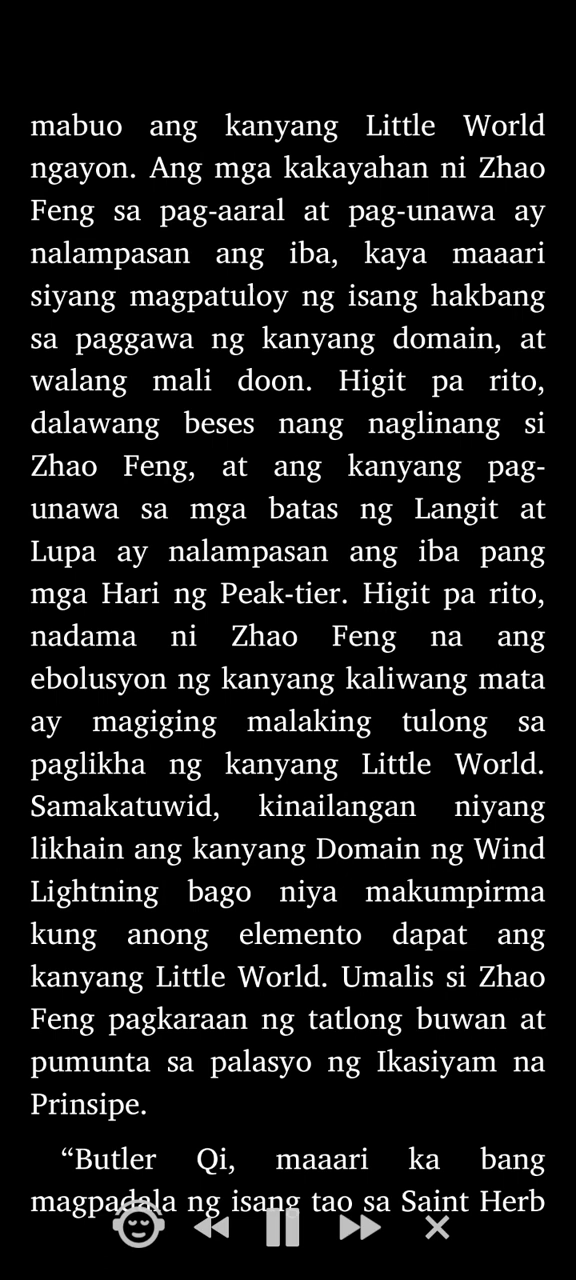 mabuo ang kanyang Little World
ngayon. Ang mga kakayahan ni Zhao
Feng sa pag-aaral at pag-unawa ay
nalampasan ang iba, kaya maaari
siyang magpatuloy ng isang hakbang
sa paggawa ng kanyang domain, at
walang mali doon. Higit pa rito,
dalawang beses nang naglinang si
Zhao Feng, at ang kanyang pag-
unawa sa mga batas ng Langit at
Lupa ay nalampasan ang iba pang
mga Hari ng Peak-tier. Higit pa rito,
nadama ni Zhao Feng na ang
ebolusyon ng kanyang kaliwang mata
ay magiging malaking tulong sa
paglikha ng kanyang Little World.
Samakatuwid, kinailangan niyang
likhain ang kanyang Domain ng Wind
Lightning bago niya makumpirma
kung anong elemento dapat ang
kanyang Little World. Umalis si Zhao
Feng pagkaraan ng tatlong buwan at
pumunta sa palasyo ng Ikasiyam na
Prinsipe.
“Butler Qi, maaari ka bang
magpadala ng isang tao sa Saint Herb